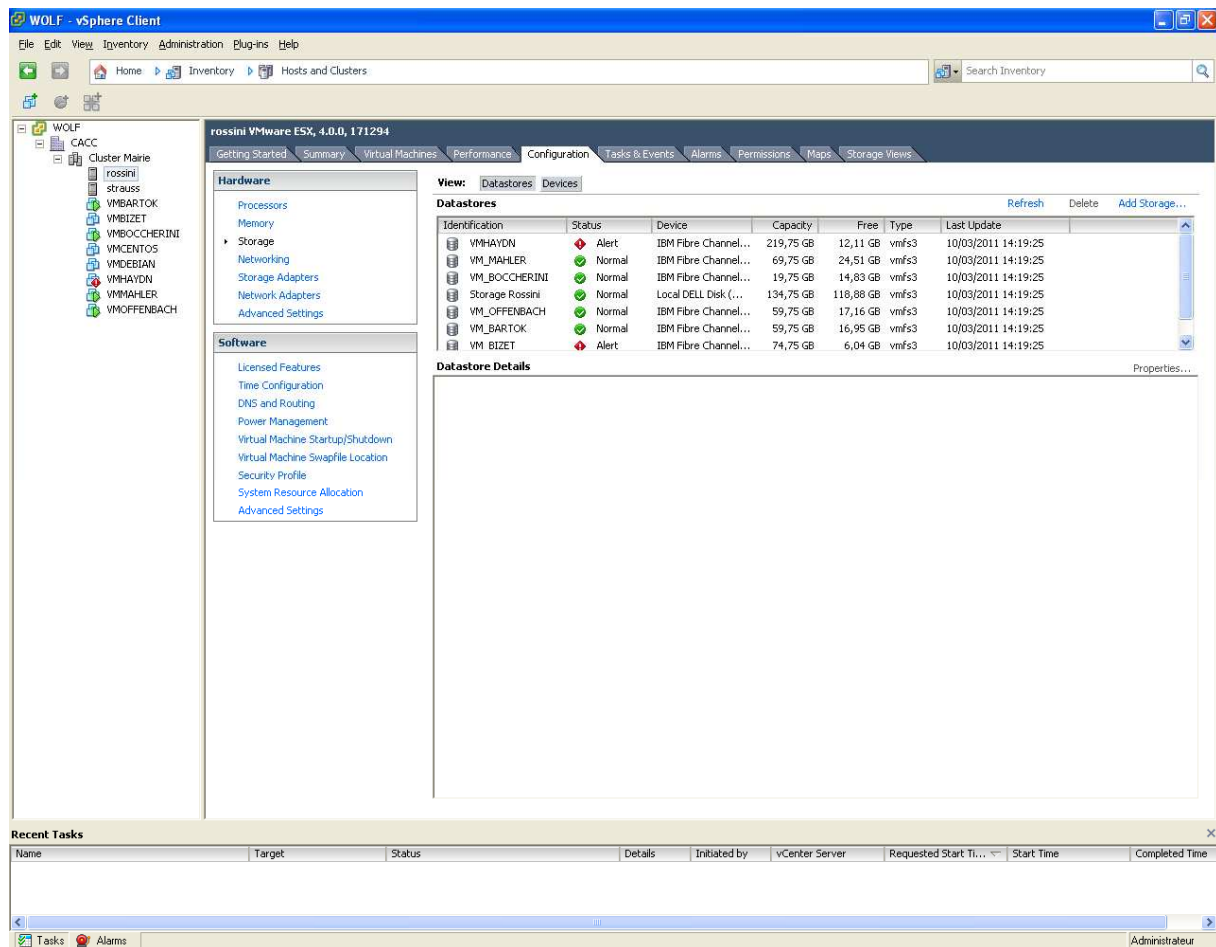 WOLF - vSphere Client
File Edit View Inventory Administration Plug-ins Help
Home Inventory Hosts and Clusters
Search Inventory
WOLF
CACC
Cluster Mairie
rossini
strauss
VMBARTOK
VMBIZET
VMBOCCHERINI
VMCENTOS
VMDEBIAN
VMHAYDN
VMMAHLER
VMOFFENBACH
rossini VMware ESX, 4.0.0, 171294
Getting Started Summary Virtual Machines Performance Configuration Tasks & Events Alarms Permissions Maps Storage Views
Hardware
Processors
Memory
Storage
Networking
Storage Adapters
Network Adapters
Advanced Settings
Software
Licensed Features
Time Configuration
DNS and Routing
Power Management
Virtual Machine Startup/Shutdown
Virtual Machine Swapfile Location
Security Profile
System Resource Allocation
Advanced Settings
View: Datastores Devices
Datastores Refresh Delete Add Storage...
Identification Status Device Capacity Free Type Last Update
VMHAYDN Alert IBM Fibre Channel... 219,75 GB 12,11 GB vmfs3 10/03/2011 14:19:25
VM_MAHLER Normal IBM Fibre Channel... 69,75 GB 24,51 GB vmfs3 10/03/2011 14:19:25
VM_BOCCHERINI Normal IBM Fibre Channel... 19,75 GB 14,83 GB vmfs3 10/03/2011 14:19:25
Storage Rossini Normal Local DELL Disk (... 134,75 GB 118,88 GB vmfs3 10/03/2011 14:19:25
VM_OFFENBACH Normal IBM Fibre Channel... 59,75 GB 17,16 GB vmfs3 10/03/2011 14:19:25
VM_BARTOK Normal IBM Fibre Channel... 59,75 GB 16,95 GB vmfs3 10/03/2011 14:19:25
VM_BIZET Alert IBM Fibre Channel... 74,75 GB 6,04 GB vmfs3 10/03/2011 14:19:25
Datastore Details Properties...
Recent Tasks
Name Target Status Details Initiated by vCenter Server Requested Start Ti... Start Time Completed Time
Tasks Alarms Administrateur